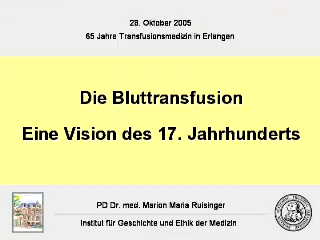 28. Oktober 2005
65 Jahre Transfusionsmedizin in Erlangen
Die Bluttransfusion
Eine Vision des 17. Jahrhunderts
PD Dr. med. Marion Maria Ruisinger
Institut für Geschichte und Ethik der Medizin